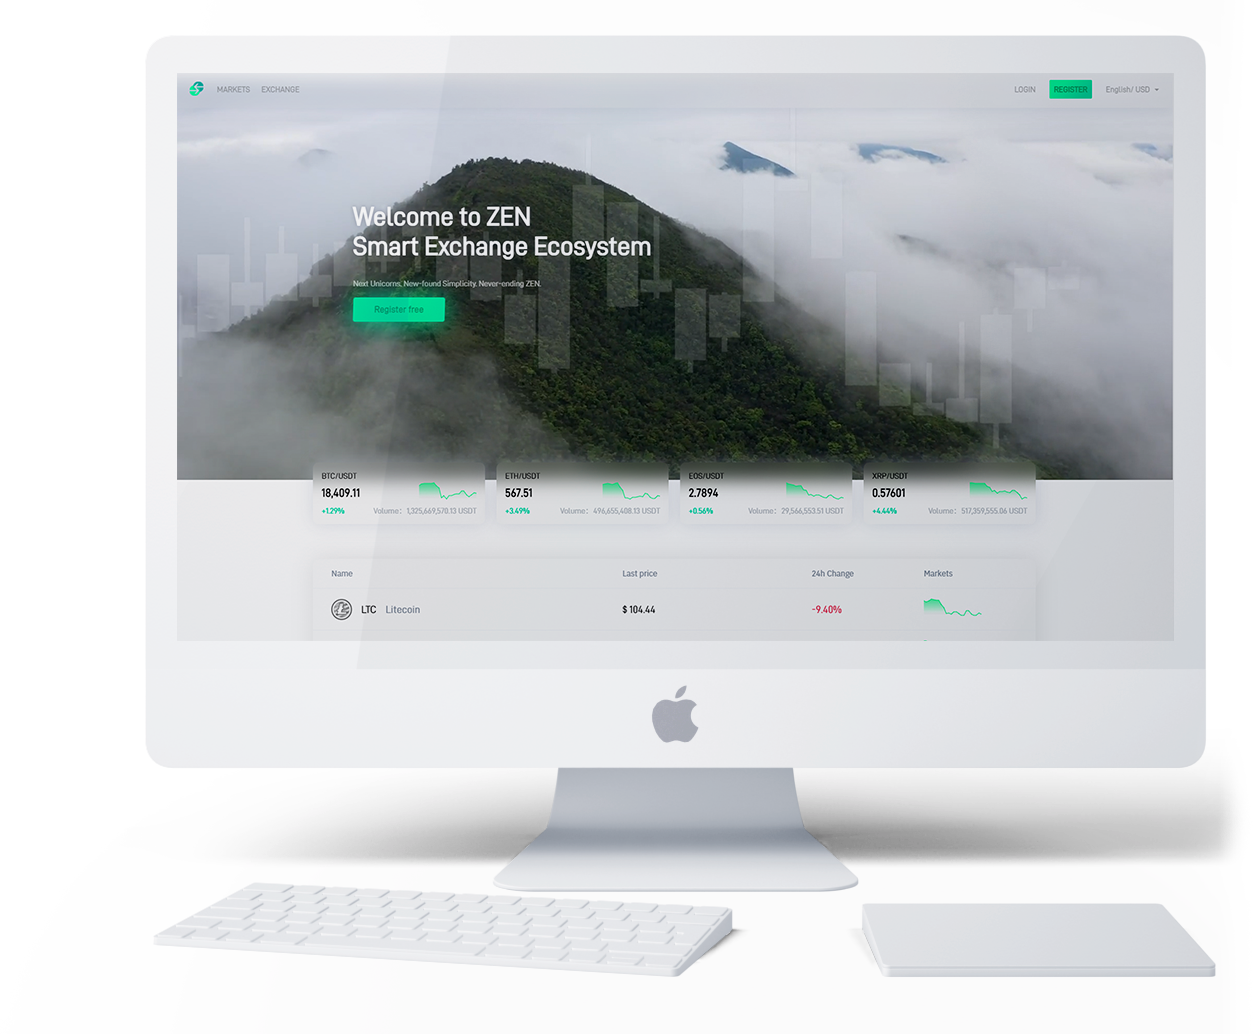 MARKETS EXCHANGE LOGIN REGISTER English/ USD
Welcome to ZEN
Smart Exchange Ecosystem
Next Unicorns. New-found Simplicity. Never-ending ZEN.
Register free
BTC/USDT
18,409.11
+1.29% Volume: 1,325,669,570.13 USDT
ETH/USDT
567.51
+3.49% Volume: 496,655,408.13 USDT
EOS/USDT
2.7894
+0.56% Volume: 29,566,553.51 USDT
XRP/USDT
0.57601
+4.44% Volume: 517,359,555.06 USDT
Name Last price 24h Change Markets
LTC Litecoin $ 104.44 -9.40%